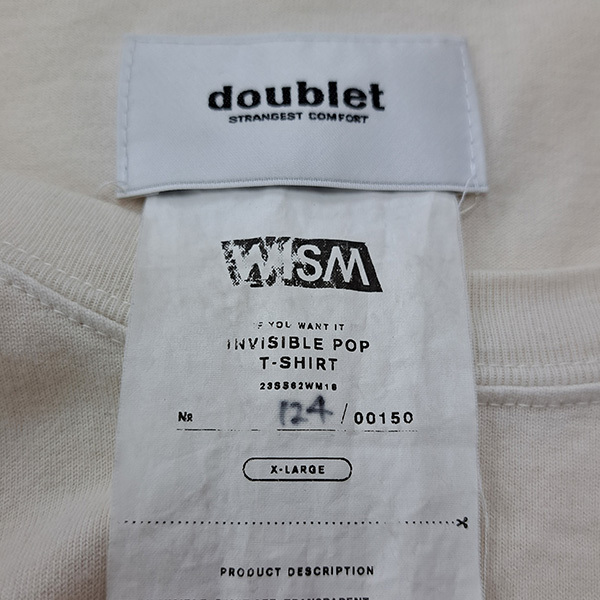 doublet
STRANGEST COMFORT
WISM
IF YOU WANT IT
INVISIBLE POP
T-SHIRT
23SS62WM18
№ 124 / 00150
X-LARGE
PRODUCT DESCRIPTION